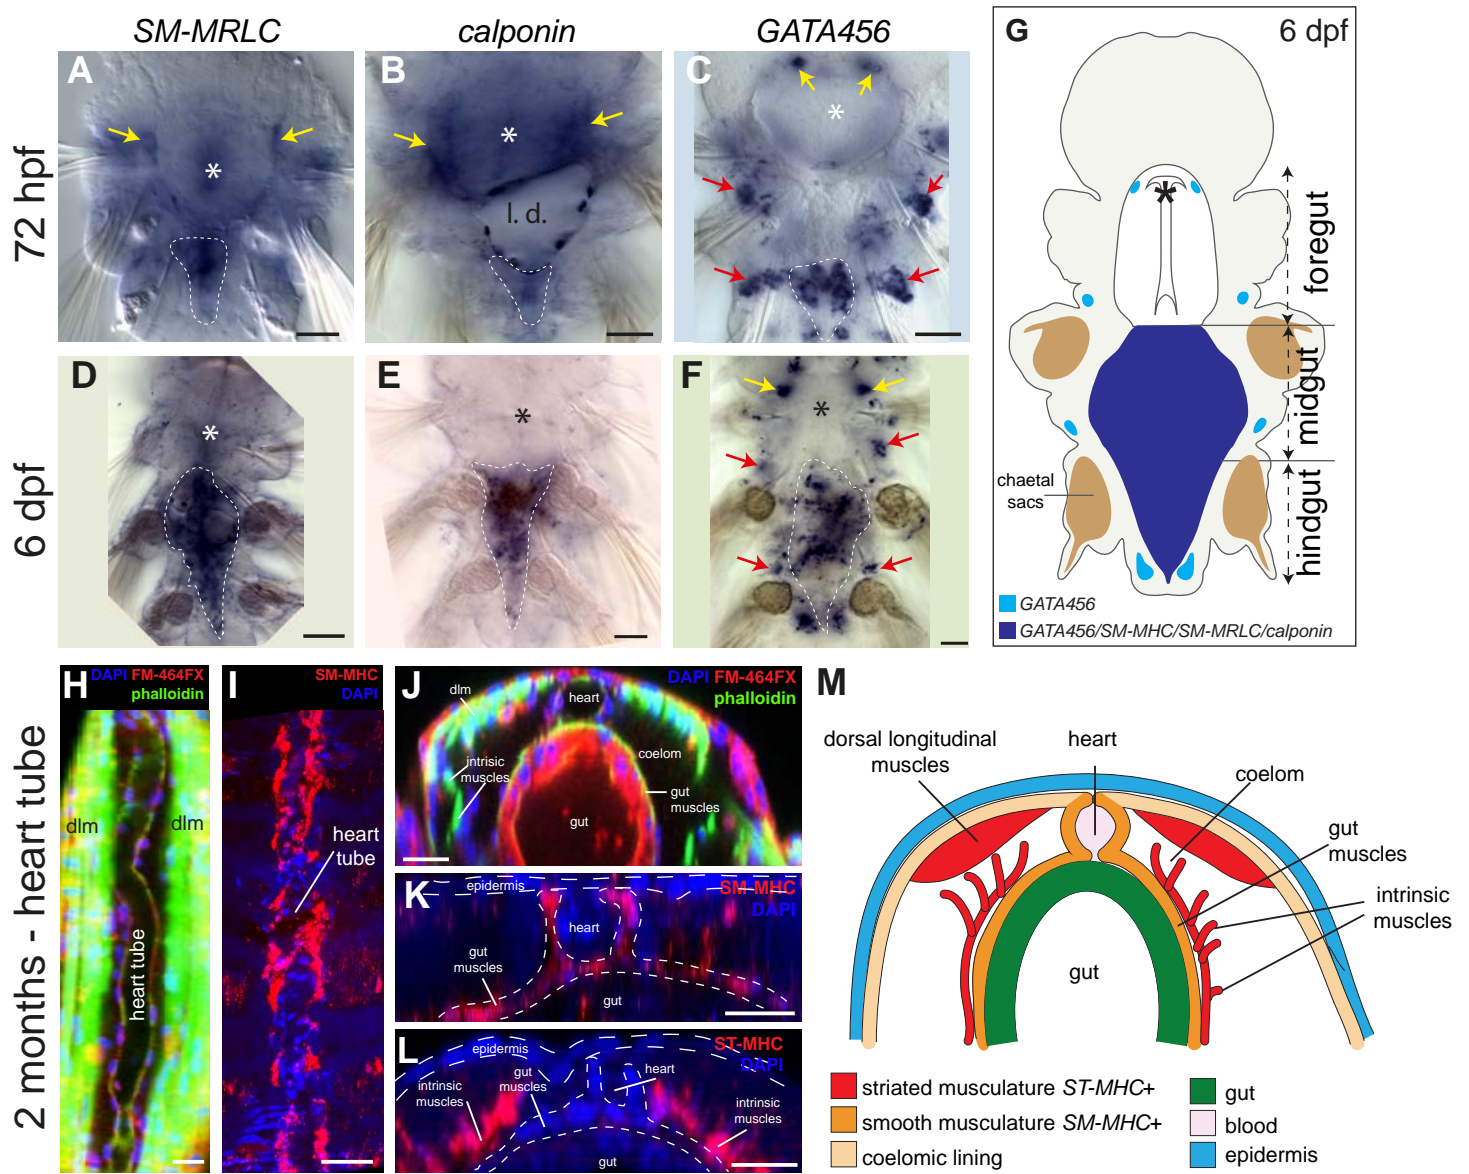 SM-MRLC
calponin
GATA456
72 hpf
A
*
B
*
l. d.
C
*
6 dpf
D
*
E
*
F
*
G
6 dpf
*
foregut
midgut
hindgut
chaetal
sacs
GATA456
GATA456/SM-MHC/SM-MRLC/calponin
2 months - heart tube
H
DAPI FM-464FX
phalloidin
dlm
dlm
heart tube
I
SM-MHC
DAPI
heart
tube
J
DAPI FM-464FX
phalloidin
dlm
heart
coelom
intrisic
muscles
gut
muscles
gut
K
epidermis
SM-MHC
DAPI
heart
gut
muscles
gut
L
ST-MHC
DAPI
epidermis
gut
muscles
heart
intrinsic
muscles
intrinsic
muscles
gut
M
dorsal longitudinal
muscles
heart
coelom
gut
muscles
intrinsic
muscles
gut
striated musculature ST-MHC+
smooth musculature SM-MHC+
coelomic lining
gut
blood
epidermis